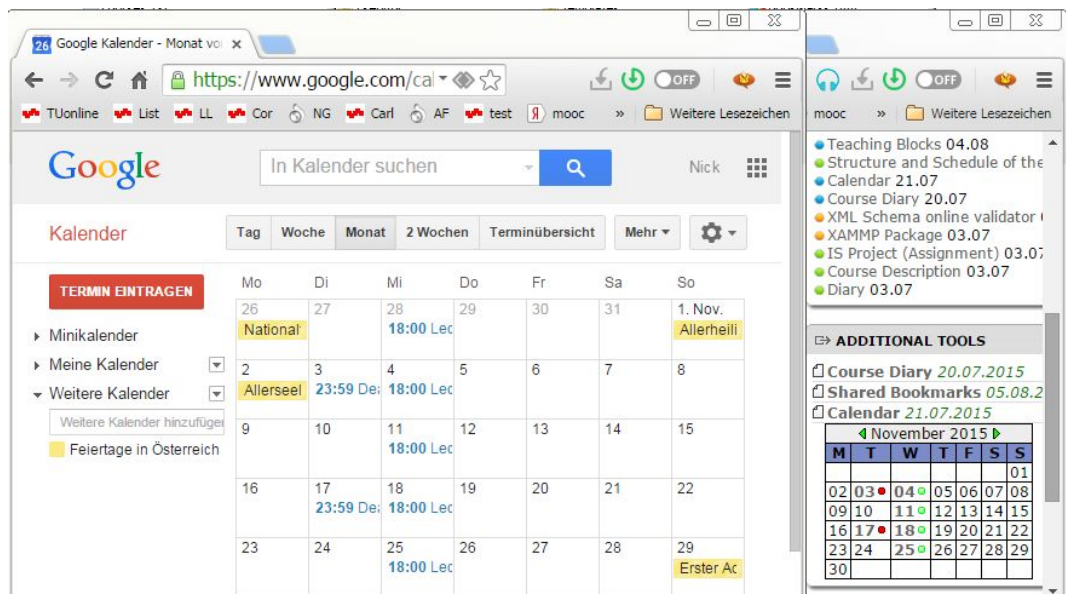 26 Google Kalender - Monat vo
https://www.google.com/cal
OFF
TUonline List LL Cor NG Carl AF test Я mooc » Weitere Lesezeichen
Google
In Kalender suchen
Nick
Kalender
Tag Woche Monat 2 Wochen Terminübersicht Mehr
TERMIN EINTRAGEN
Minikalender
Meine Kalender
Weitere Kalender
Weitere Kalender hinzufügen
Feiertage in Österreich
Mo Di Mi Do Fr Sa So
26 27 28 29 30 31 1. Nov.
National 18:00 Lec Allerheili
2 3 4 5 6 7 8
Allerseel 23:59 Dea 18:00 Lec
9 10 11 12 13 14 15
18:00 Lec
16 17 18 19 20 21 22
23:59 Dea 18:00 Lec
23 24 25 26 27 28 29
18:00 Lec Erster Ad
OFF
mooc » Weitere Lesezeichen
Teaching Blocks 04.08
Structure and Schedule of the
Calendar 21.07
Course Diary 20.07
XML Schema online validator
XAMMP Package 03.07
IS Project (Assignment) 03.07
Course Description 03.07
Diary 03.07
ADDITIONAL TOOLS
Course Diary 20.07.2015
Shared Bookmarks 05.08.2
Calendar 21.07.2015
November 2015
M T W T F S S
01
02 03 04 05 06 07 08
09 10 11 12 13 14 15
16 17 18 19 20 21 22
23 24 25 26 27 28 29
30